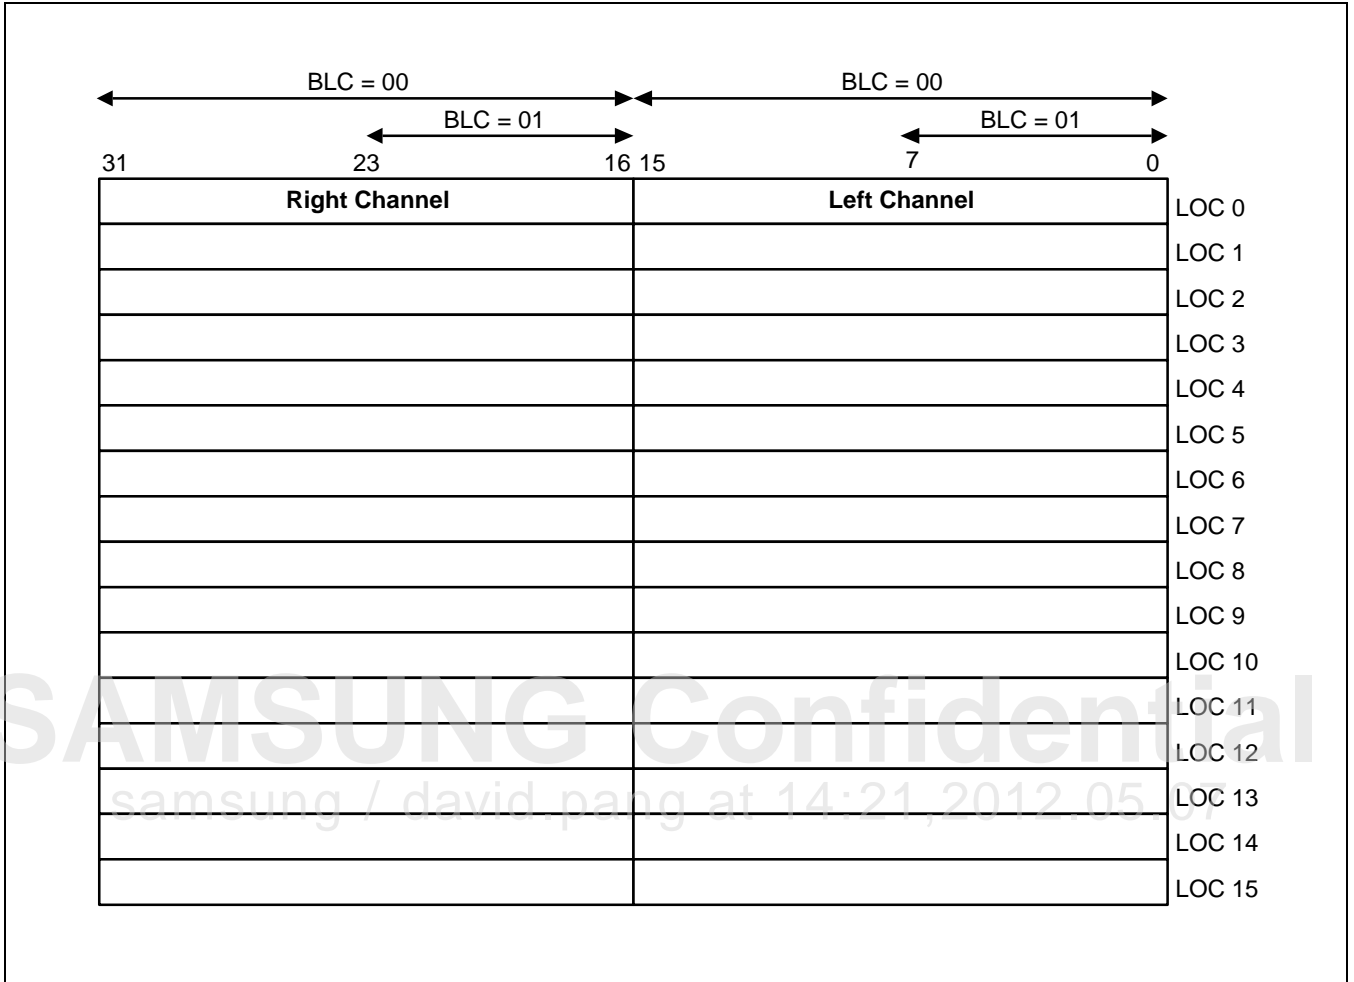 BLC = 00 BLC = 00
BLC = 01 BLC = 01
31 23 16 15 7 0
Right Channel Left Channel LOC 0
LOC 1
LOC 2
LOC 3
LOC 4
LOC 5
LOC 6
LOC 7
LOC 8
LOC 9
LOC 10
SAMSUNG Confidential LOC 11
LOC 12
samsung / david.pang at 14:21,2012.05.07 LOC 13
LOC 14
LOC 15